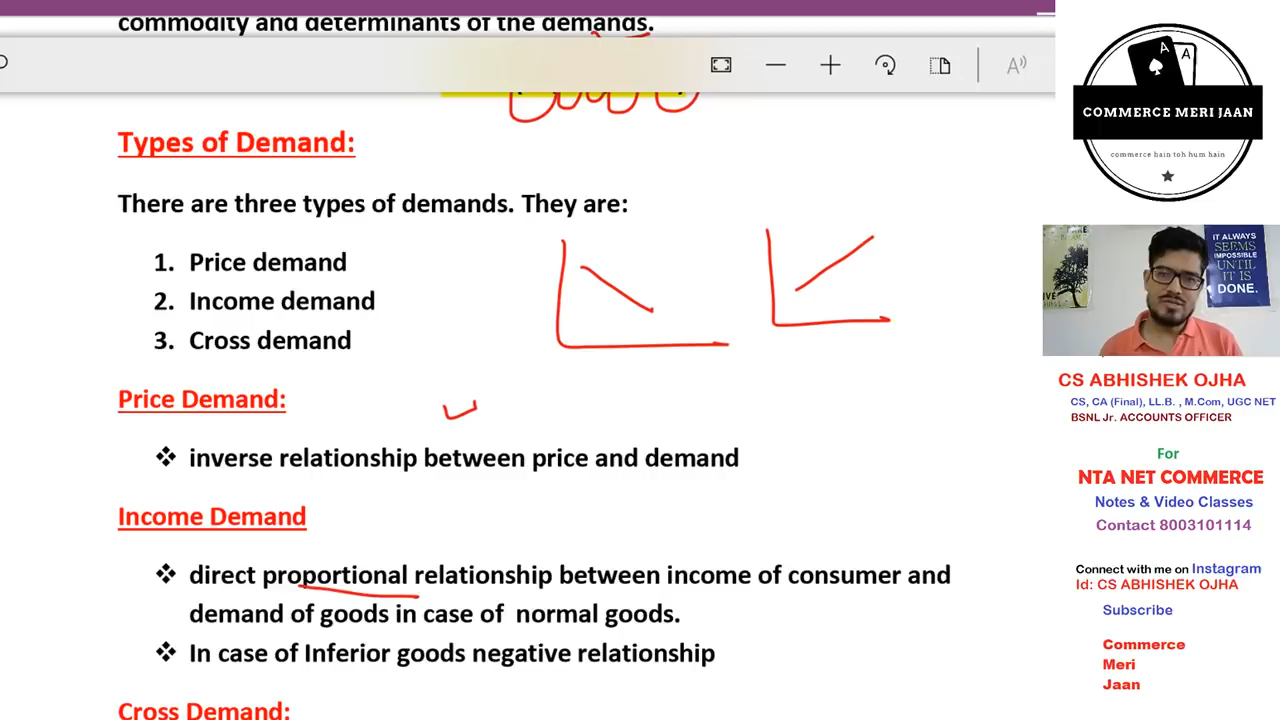 commodity and determinants of the demands.
Types of Demand:
There are three types of demands. They are:
1. Price demand
2. Income demand
3. Cross demand
Price Demand:
❖ inverse relationship between price and demand
Income Demand
❖ direct proportional relationship between income of consumer and
demand of goods in case of normal goods.
❖ In case of Inferior goods negative relationship
Cross Demand:
A
A
COMMERCE MERI JAAN
commerce hain toh hum hain
IT ALWAYS
SEEMS
IMPOSSIBLE
UNTIL
IT IS
DONE.
CS ABHISHEK OJHA
CS, CA (Final), LL.B. , M.Com, UGC NET
BSNL Jr. ACCOUNTS OFFICER
For
NTA NET COMMERCE
Notes & Video Classes
Contact 8003101114
Connect with me on Instagram
Id: CS ABHISHEK OJHA
Subscribe
Commerce
Meri
Jaan